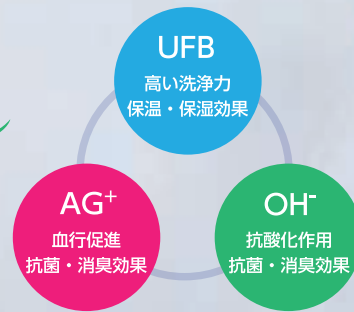 UFB
高い洗浄力
保温・保湿効果
AG⁺
血行促進
抗菌・消臭効果
OH⁻
抗酸化作用
抗菌・消臭効果